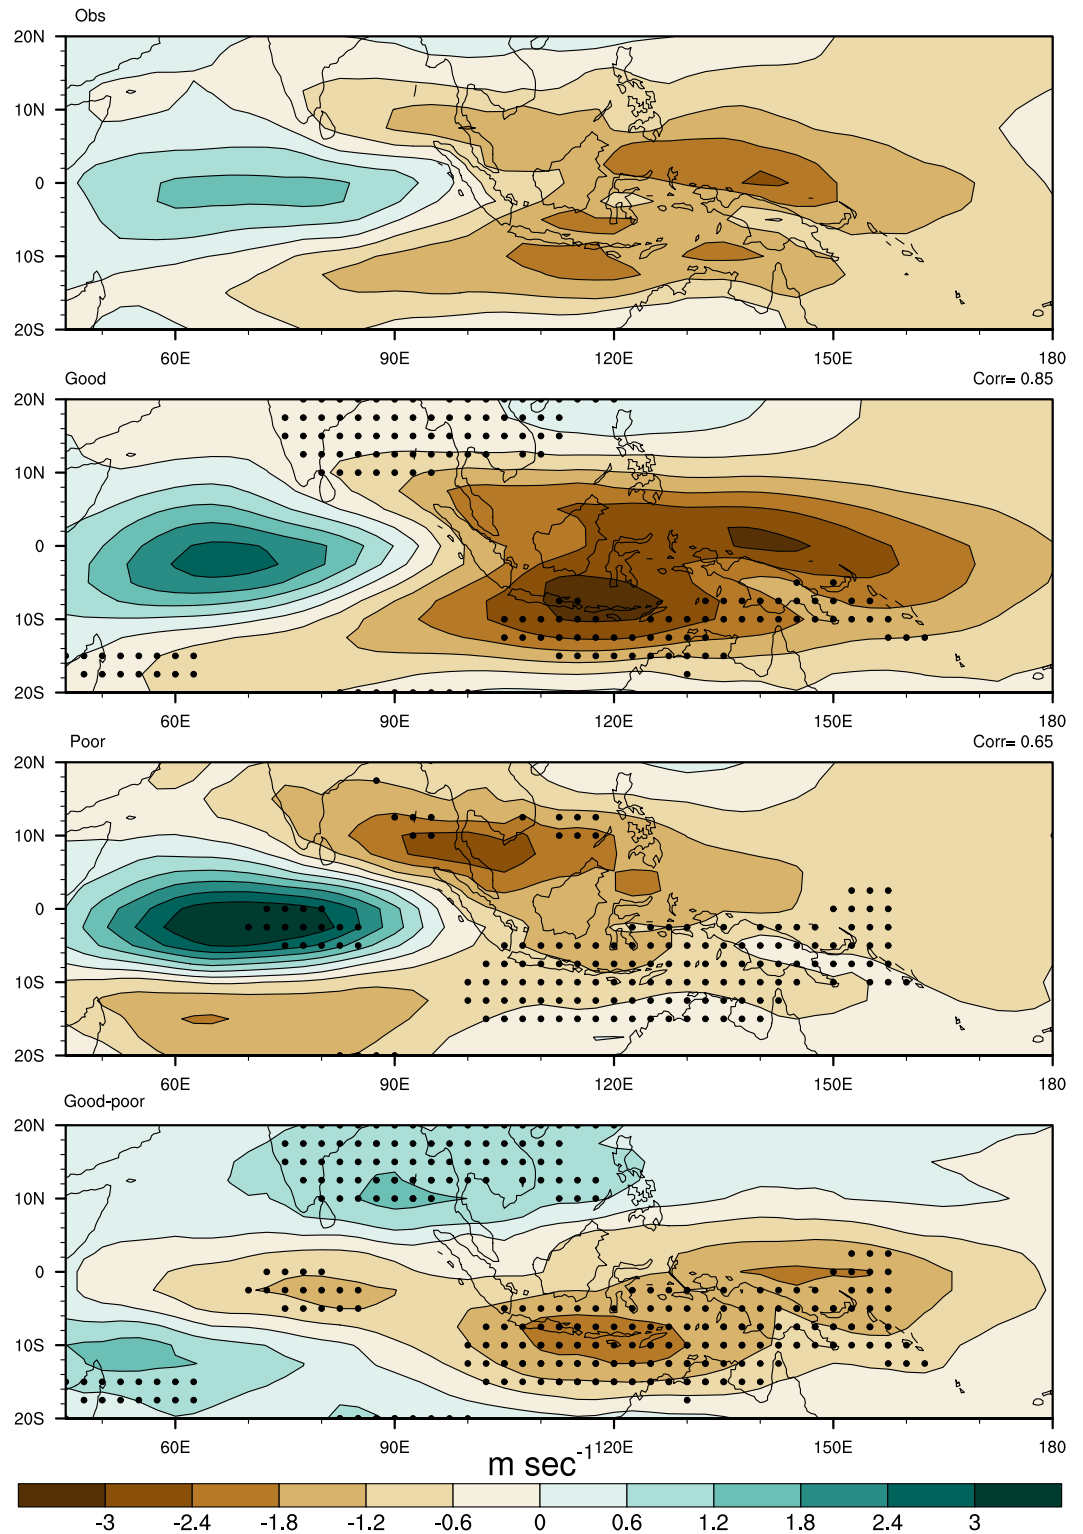 Obs
20N
10N
0
10S
20S
60E 90E 120E 150E 180
Good Corr= 0.85
20N
10N
0
10S
20S
60E 90E 120E 150E 180
Poor Corr= 0.65
20N
10N
0
10S
20S
60E 90E 120E 150E 180
Good-poor
20N
10N
0
10S
20S
60E 90E 120E 150E 180
m sec-1
-3 -2.4 -1.8 -1.2 -0.6 0 0.6 1.2 1.8 2.4 3